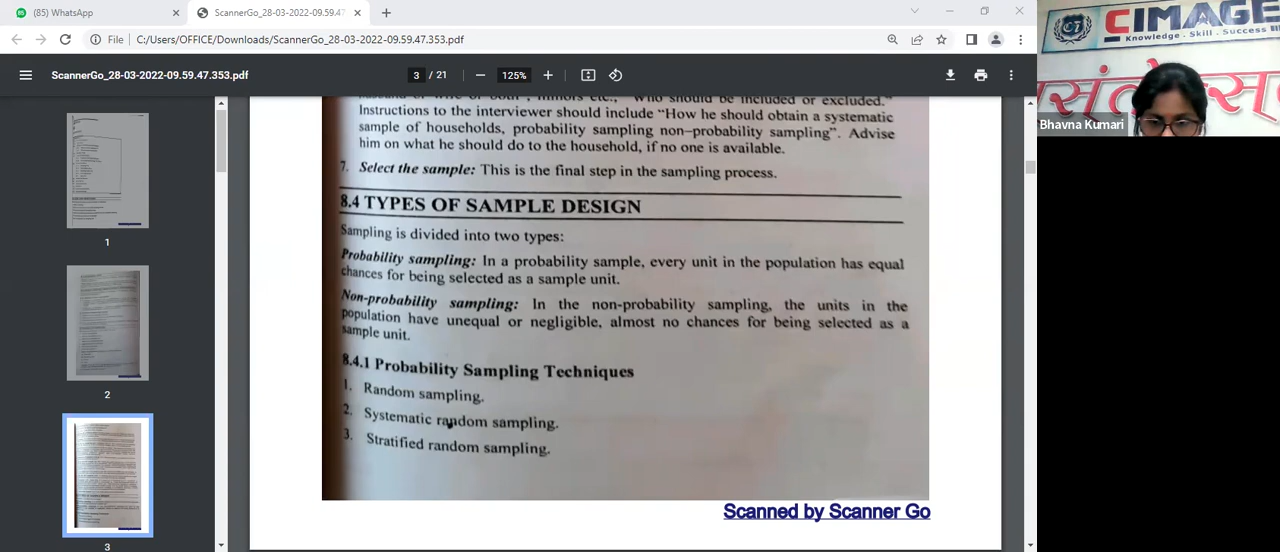 (85) WhatsApp
ScannerGo_28-03-2022-09.59.47
File
C:/Users/OFFICE/Downloads/ScannerGo_28-03-2022-09.59.47.353.pdf
ScannerGo_28-03-2022-09.59.47.353.pdf
3 / 21
125%
etc., "Who should be included or excluded."
Instructions to the interviewer should include "How he should obtain a systematic
sample of households, probability sampling non-probability sampling". Advise
him on what he should do to the household, if no one is available.
7. Select the sample: This is the final step in the sampling process.
8.4 TYPES OF SAMPLE DESIGN
Sampling is divided into two types:
Probability sampling: In a probability sample, every unit in the population has equal
chances for being selected as a sample unit.
Non-probability sampling: In the non-probability sampling, the units in the
population have unequal or negligible, almost no chances for being selected as a
sample unit.
8.4.1 Probability Sampling Techniques
1. Random sampling.
2. Systematic random sampling.
3. Stratified random sampling.
Scanned by Scanner Go
1
2
3
CIMAGE
Knowledge . Skill . Success
Bhavna Kumari